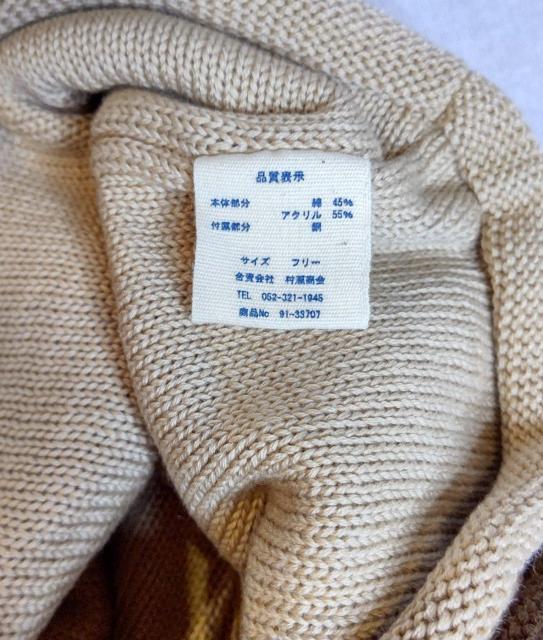 品質表示
本体部分 綿 45%
アクリル 55%
付属部分 銅
サイズ フリー
合資会社 村瀬商会
TEL 052-321-1945
商品No 91-33707